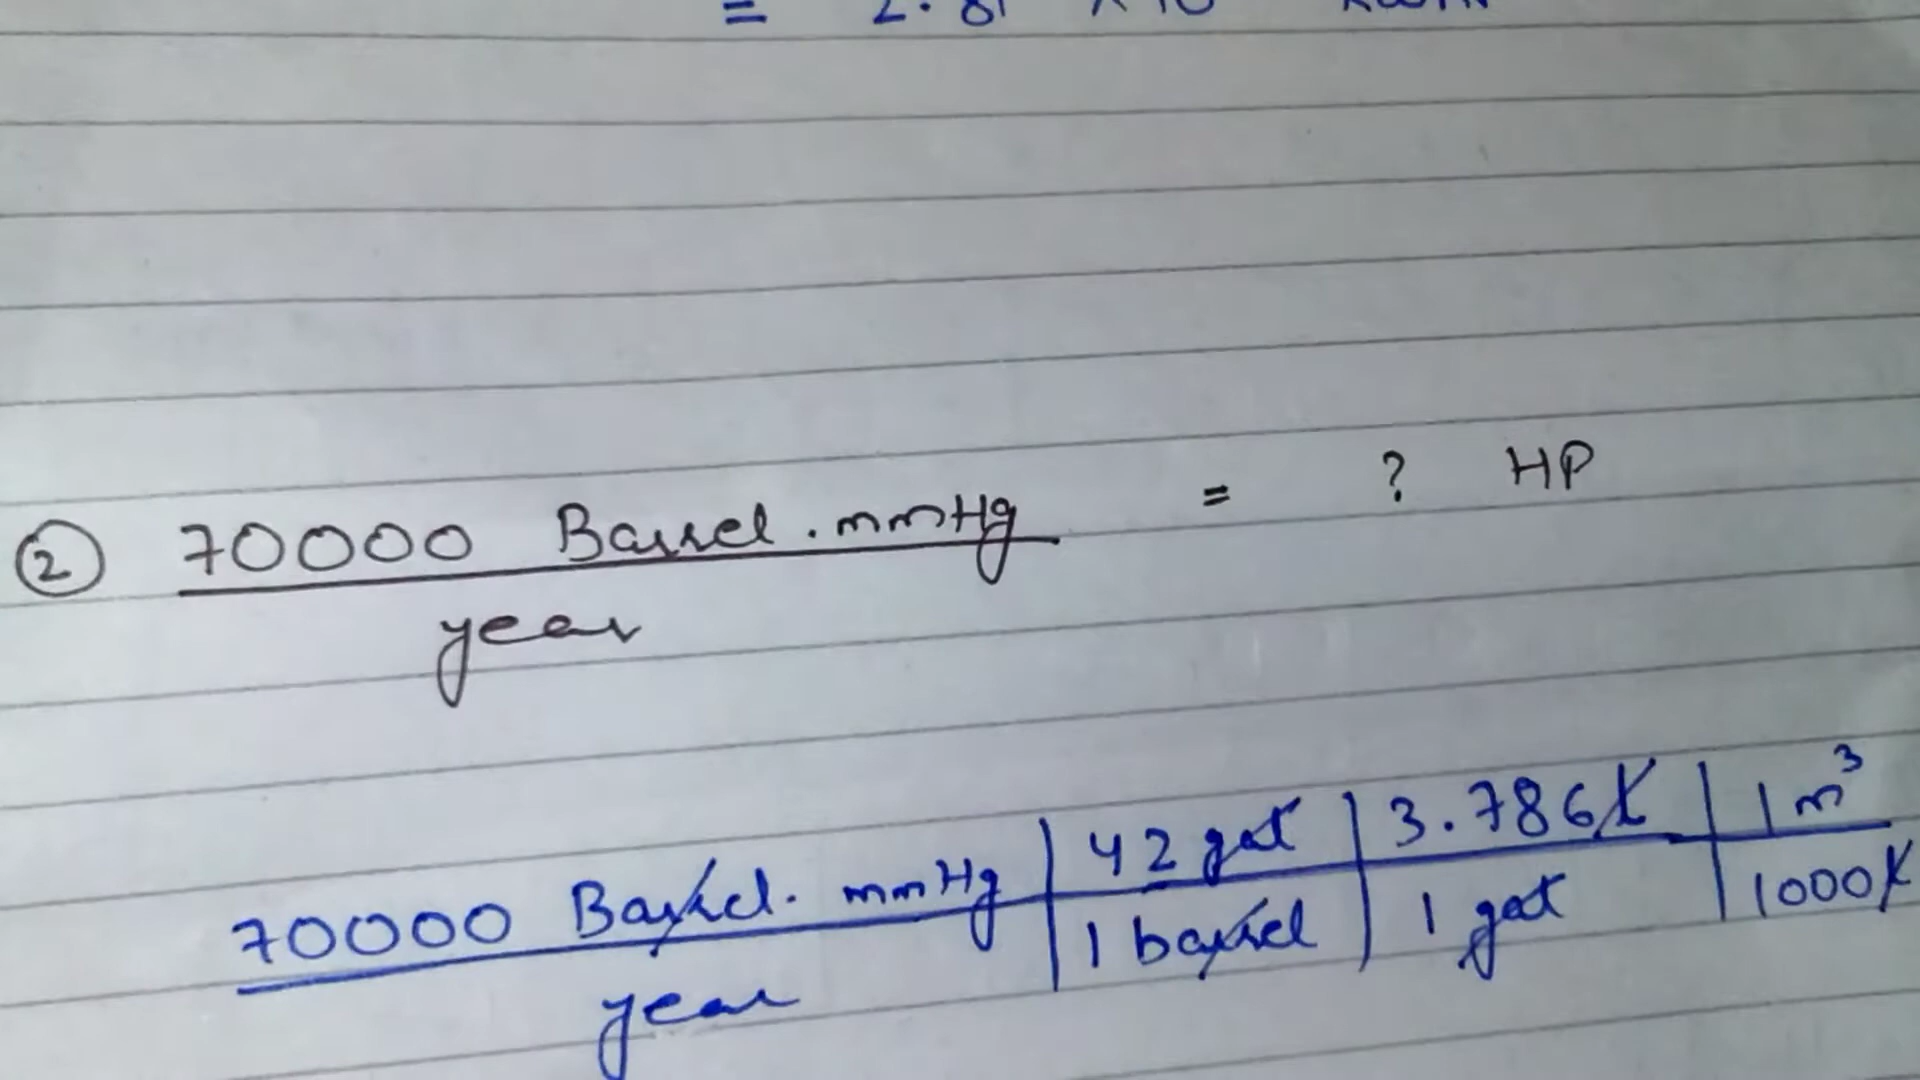 ② 70000 Barrel . mmHg = ? HP
year
70000 Barrel . mmHg | 42 gal | 3.786 L | 1 m³
year | 1 barrel | 1 gal | 1000 L